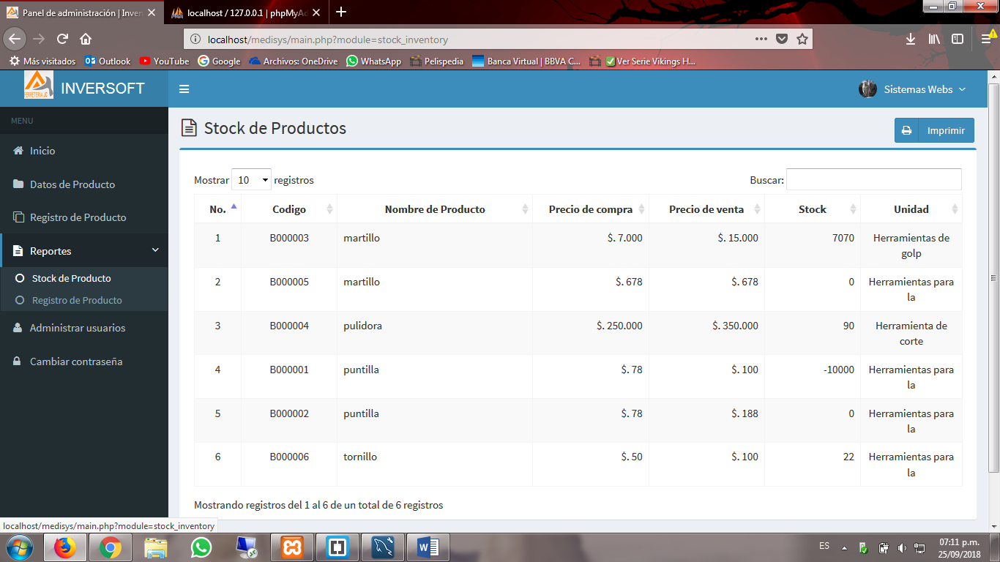 Panel de administración | Inver
localhost / 127.0.0.1 | phpMyAd
localhost/medisys/main.php?module=stock_inventory
Más visitados Outlook YouTube Google Archivos: OneDrive WhatsApp Pelispedia Banca Virtual | BBVA C... Ver Serie Vikings H...
FERRETERIA JC
INVERSOFT
Sistemas Webs
MENU
Inicio
Datos de Producto
Registro de Producto
Reportes
Stock de Producto
Registro de Producto
Administrar usuarios
Cambiar contraseña
Stock de Productos
Imprimir
Mostrar 10 registros
Buscar:
No. Codigo Nombre de Producto Precio de compra Precio de venta Stock Unidad
1 B000003 martillo $. 7.000 $. 15.000 7070 Herramientas de
golp
2 B000005 martillo $. 678 $. 678 0 Herramientas para
la
3 B000004 pulidora $. 250.000 $. 350.000 90 Herramienta de
corte
4 B000001 puntilla $. 78 $. 100 -10000 Herramientas para
la
5 B000002 puntilla $. 78 $. 188 0 Herramientas para
la
6 B000006 tornillo $. 50 $. 100 22 Herramientas para
la
Mostrando registros del 1 al 6 de un total de 6 registros
localhost/medisys/main.php?module=stock_inventory
ES
07:11 p.m.
25/09/2018